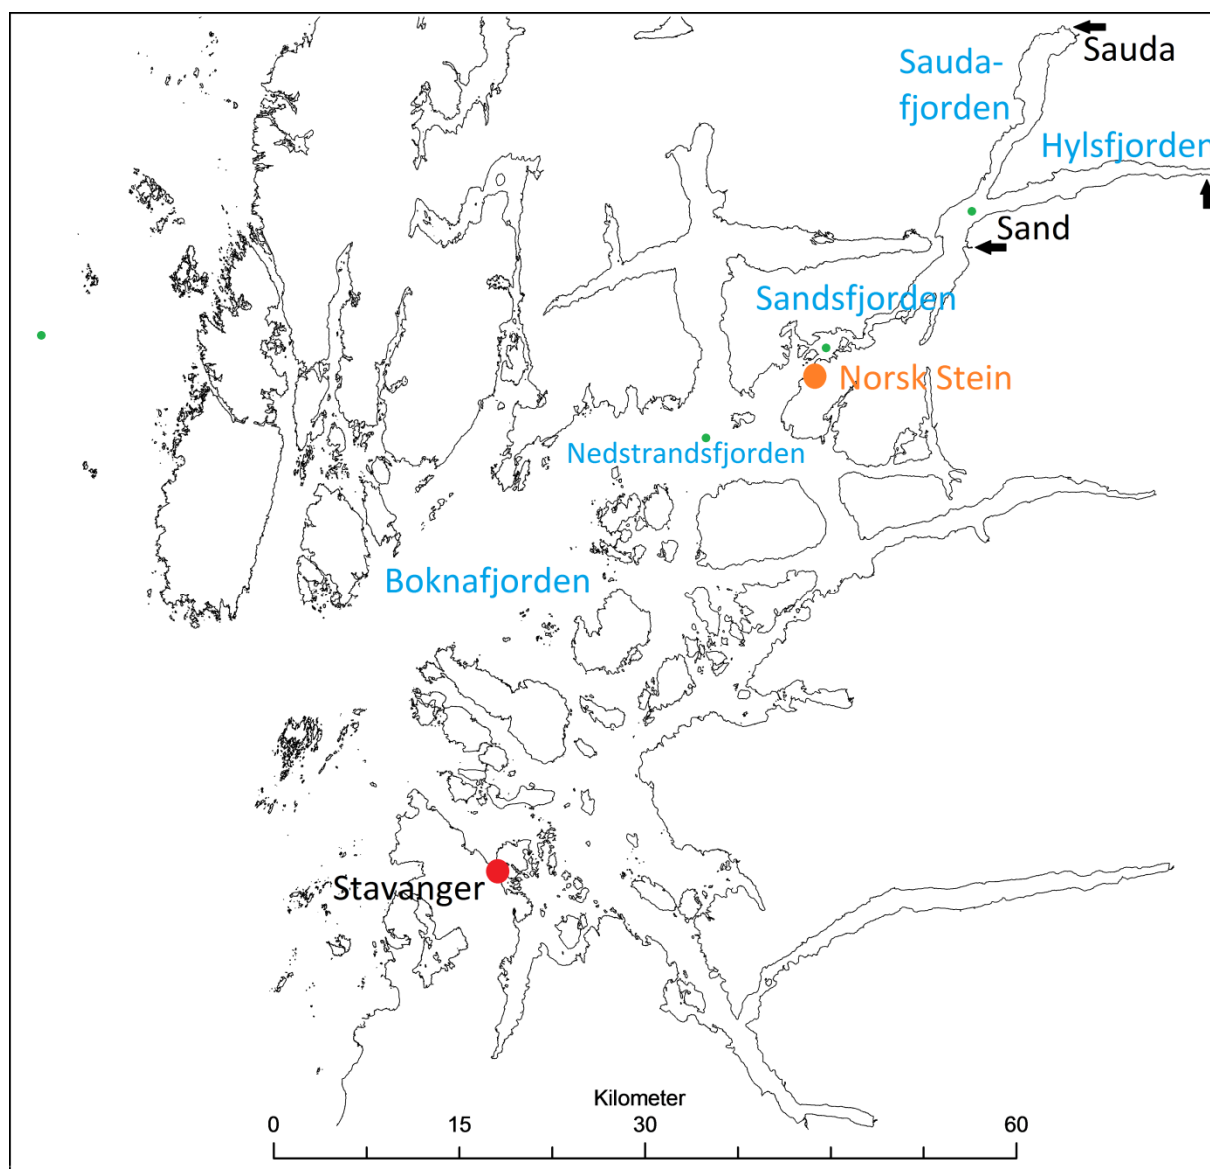 Sauda
Sauda-
fjorden
Hylsfjorden
Sand
Sandsfjorden
Norsk Stein
Nedstrandsfjorden
Boknafjorden
Stavanger
Kilometer
0 15 30 60